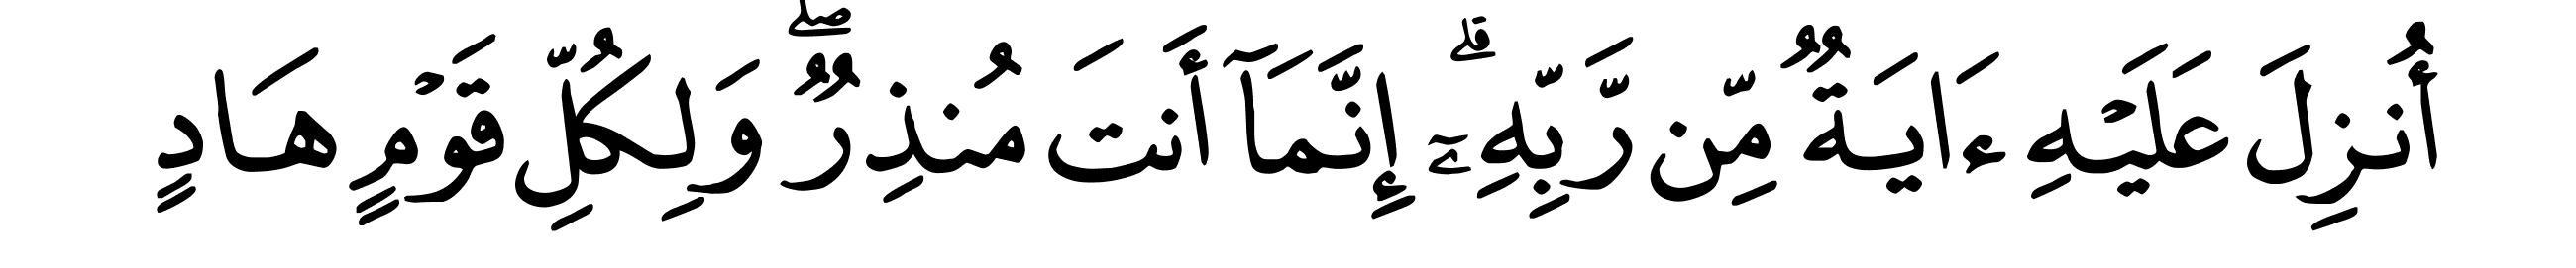 أُنزِلَ عَلَيۡهِ ءَايَةٞ مِّن رَّبِّهِۦٓۗ إِنَّمَآ أَنتَ مُنذِرٞۖ وَلِكُلِّ قَوۡمٍ هَادٍ